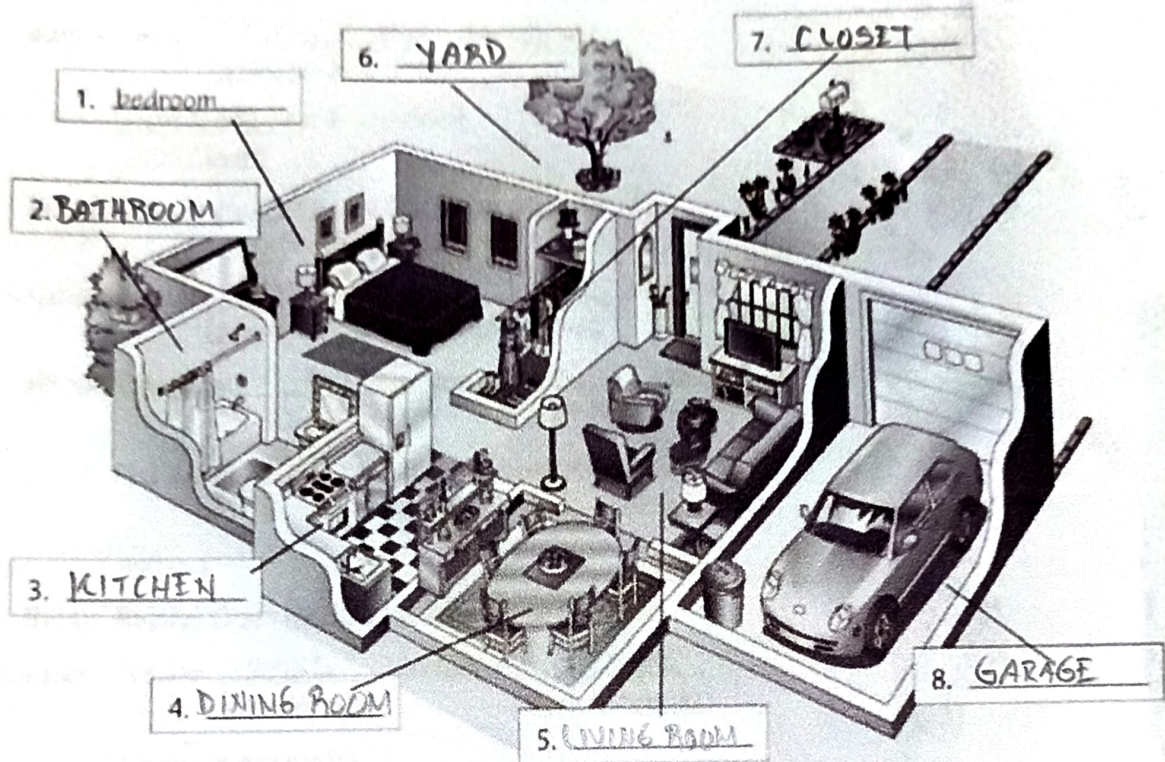 6. YARD
7. CLOSET
1. bedroom
2. BATHROOM
3. KITCHEN
4. DINING ROOM
5. LIVING ROOM
8. GARAGE